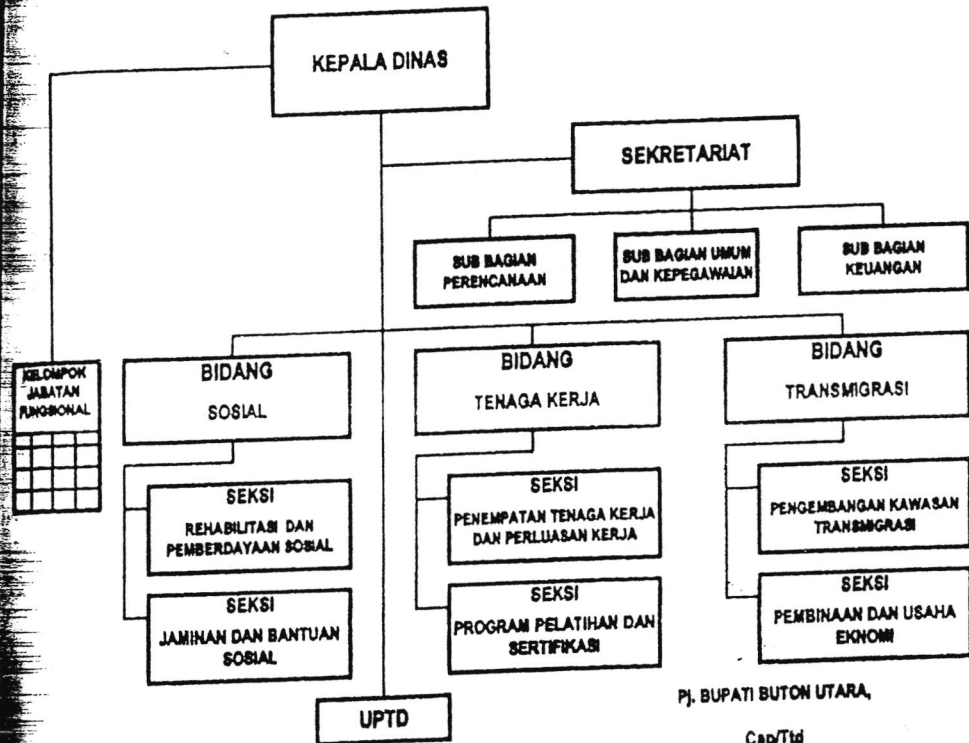 KEPALA DINAS
SEKRETARIAT
SUB BAGIAN
PERENCANAAN
SUB BAGIAN UMUM
DAN KEPEGAWAIAN
SUB BAGIAN
KEUANGAN
KELOMPOK
JABATAN
FUNGSIONAL
BIDANG
SOSIAL
BIDANG
TENAGA KERJA
BIDANG
TRANSMIGRASI
SEKSI
REHABILITASI DAN
PEMBERDAYAAN SOSIAL
SEKSI
PENEMPATAN TENAGA KERJA
DAN PERLUASAN KERJA
SEKSI
PENGEMBANGAN KAWASAN
TRANSMIGRASI
SEKSI
JAMINAN DAN BANTUAN
SOSIAL
SEKSI
PROGRAM PELATIHAN DAN
SERTIFIKASI
SEKSI
PEMBINAAN DAN USAHA
EKNOMI
UPTD
Pj. BUPATI BUTON UTARA,
Cap/Ttd